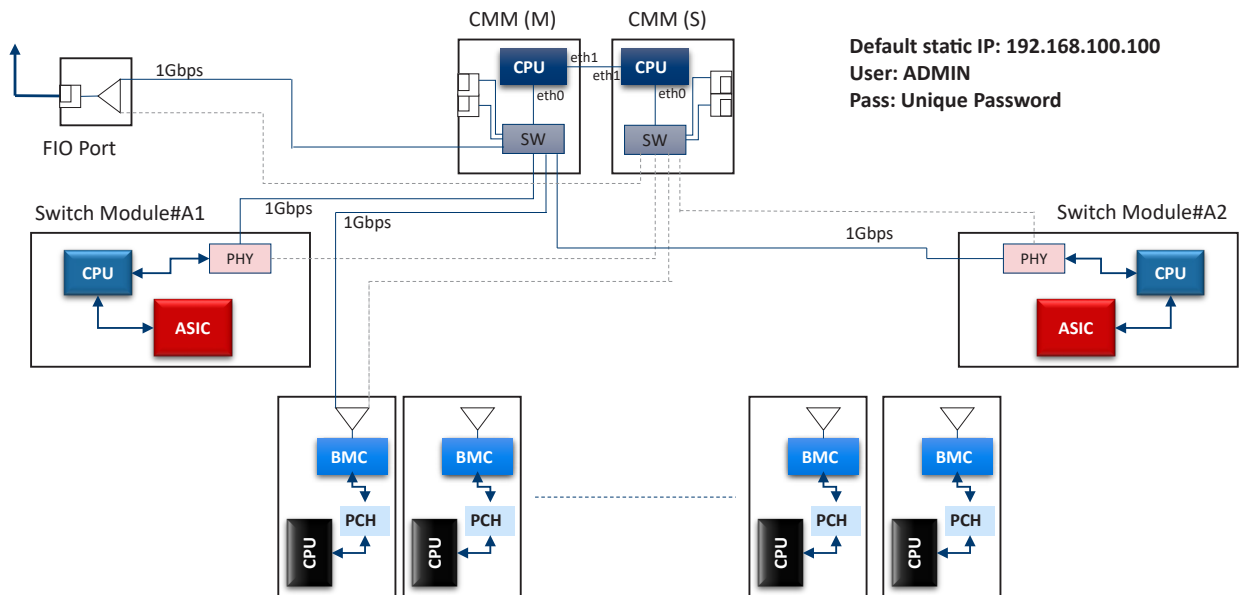 CMM (M)
CMM (S)
Default static IP: 192.168.100.100
User: ADMIN
Pass: Unique Password
1Gbps
CPU
eth1
eth1
CPU
eth0
eth0
SW
SW
FIO Port
Switch Module#A1
1Gbps
1Gbps
1Gbps
Switch Module#A2
PHY
CPU
ASIC
PHY
CPU
ASIC
BMC
BMC
BMC
BMC
PCH
PCH
PCH
PCH
CPU
CPU
CPU
CPU